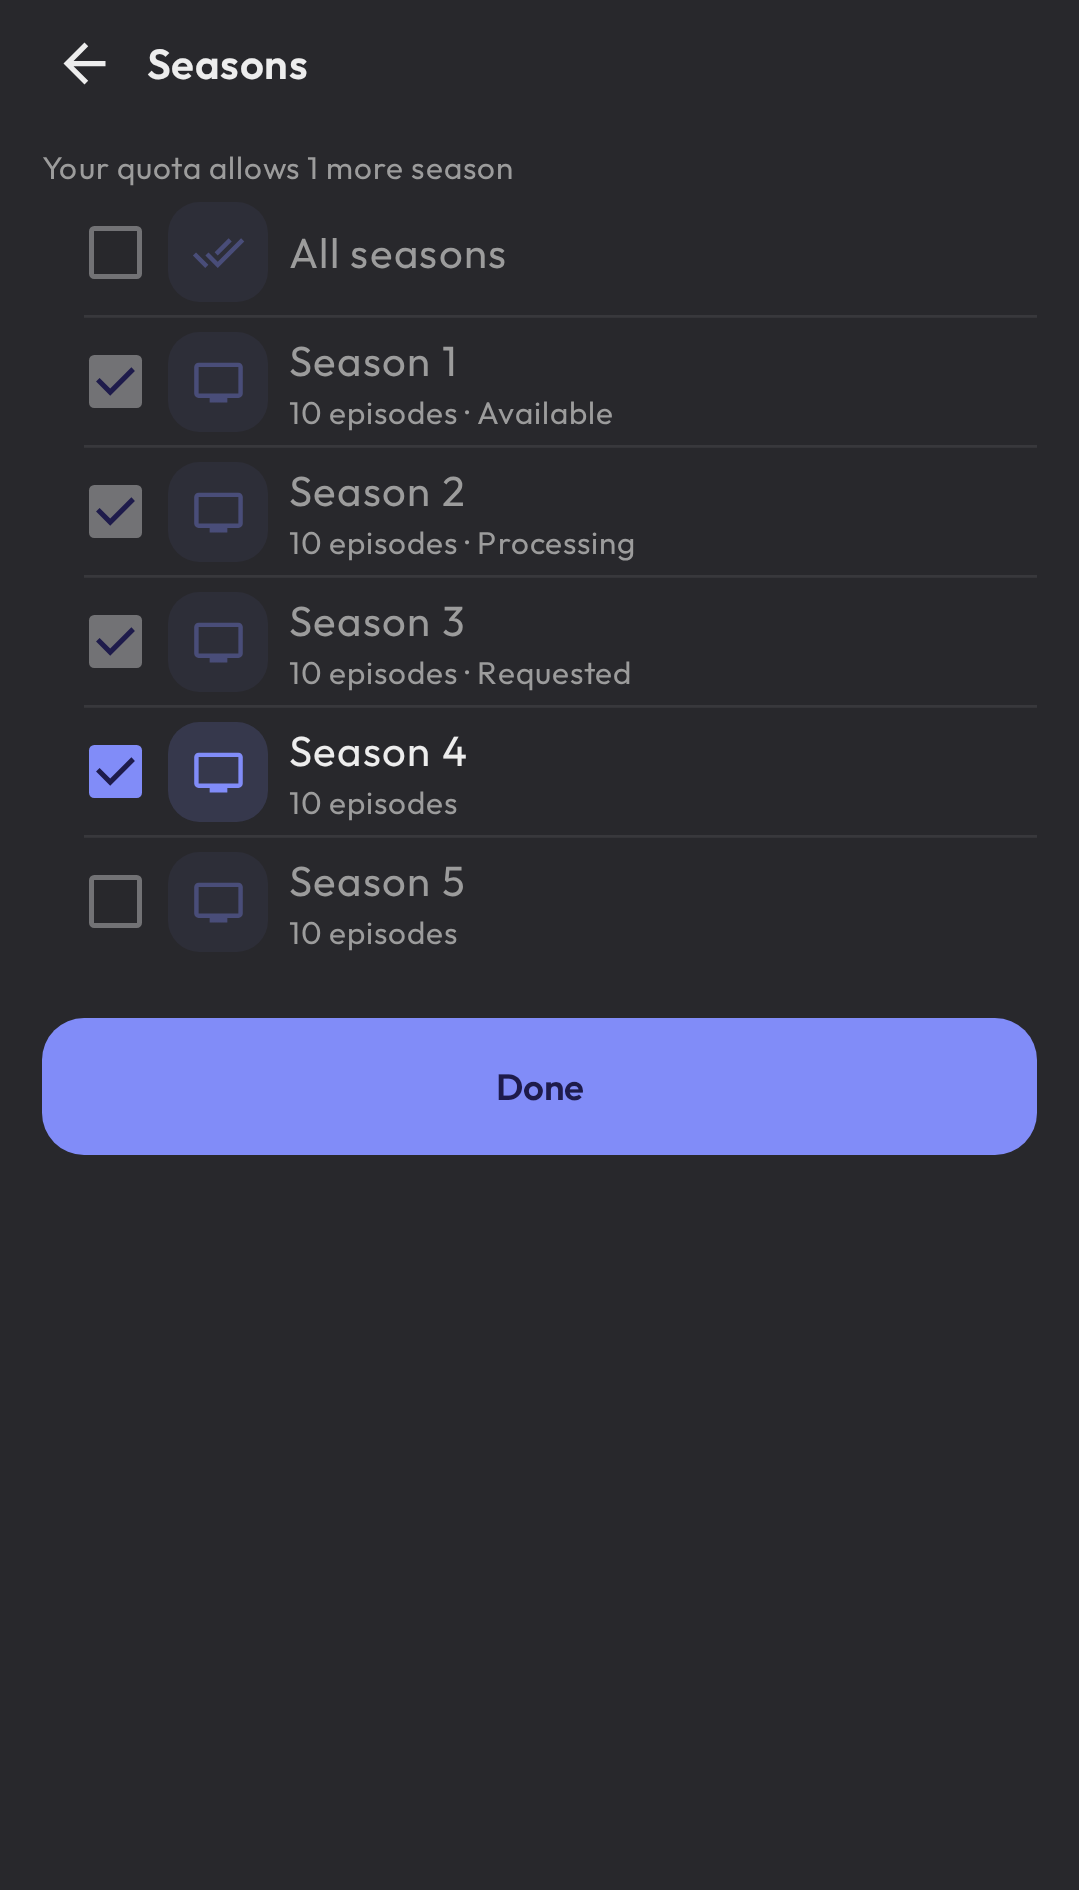 Seasons
Your quota allows 1 more season
All seasons
Season 1
10 episodes · Available
Season 2
10 episodes · Processing
Season 3
10 episodes · Requested
Season 4
10 episodes
Season 5
10 episodes
Done